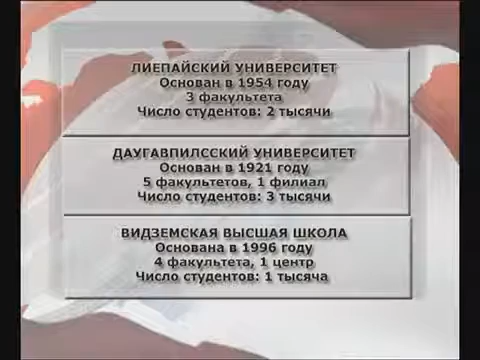 ЛИЕПАЙСКИЙ УНИВЕРСИТЕТ
Основан в 1954 году
3 факультета
Число студентов: 2 тысячи
ДАУГАВПИЛССКИЙ УНИВЕРСИТЕТ
Основан в 1921 году
5 факультетов, 1 филиал
Число студентов: 3 тысячи
ВИДЗЕМСКАЯ ВЫСШАЯ ШКОЛА
Основана в 1996 году
4 факультета, 1 центр
Число студентов: 1 тысяча